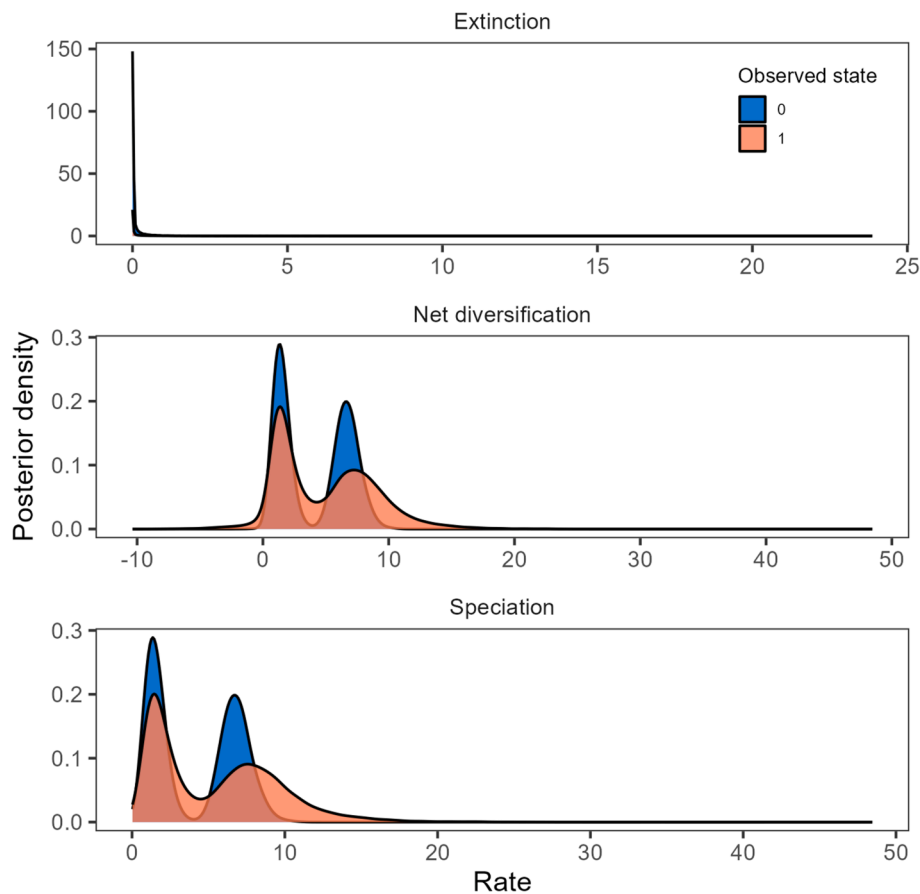 Extinction
150
100
50
0
Observed state
0
1
0 5 10 15 20 25
Net diversification
Posterior density
0.3
0.2
0.1
0.0
-10 0 10 20 30 40 50
Speciation
0.3
0.2
0.1
0.0
0 10 20 30 40 50
Rate